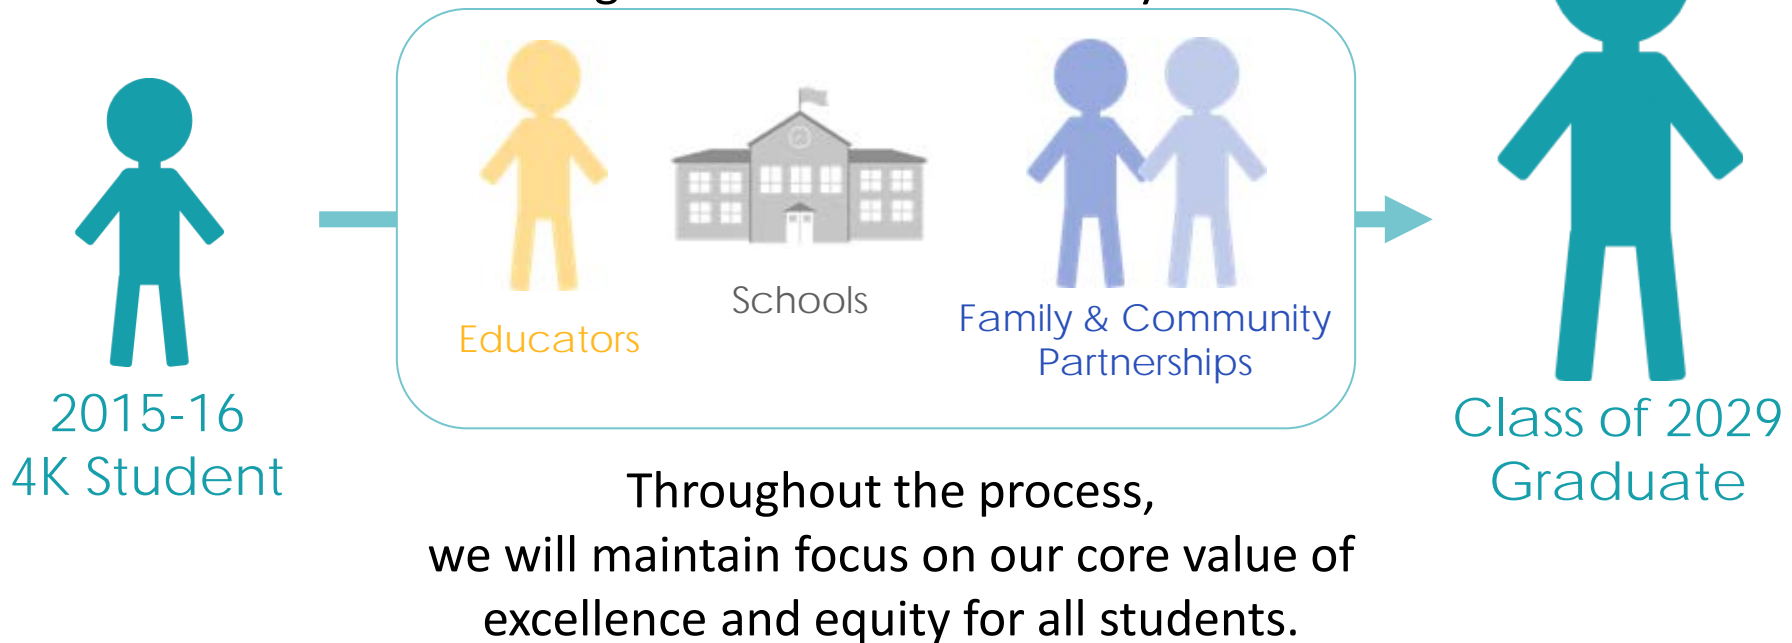 Schools
Educators
Family & Community
Partnerships
2015-16
4K Student
Class of 2029
Graduate
Throughout the process,
we will maintain focus on our core value of
excellence and equity for all students.